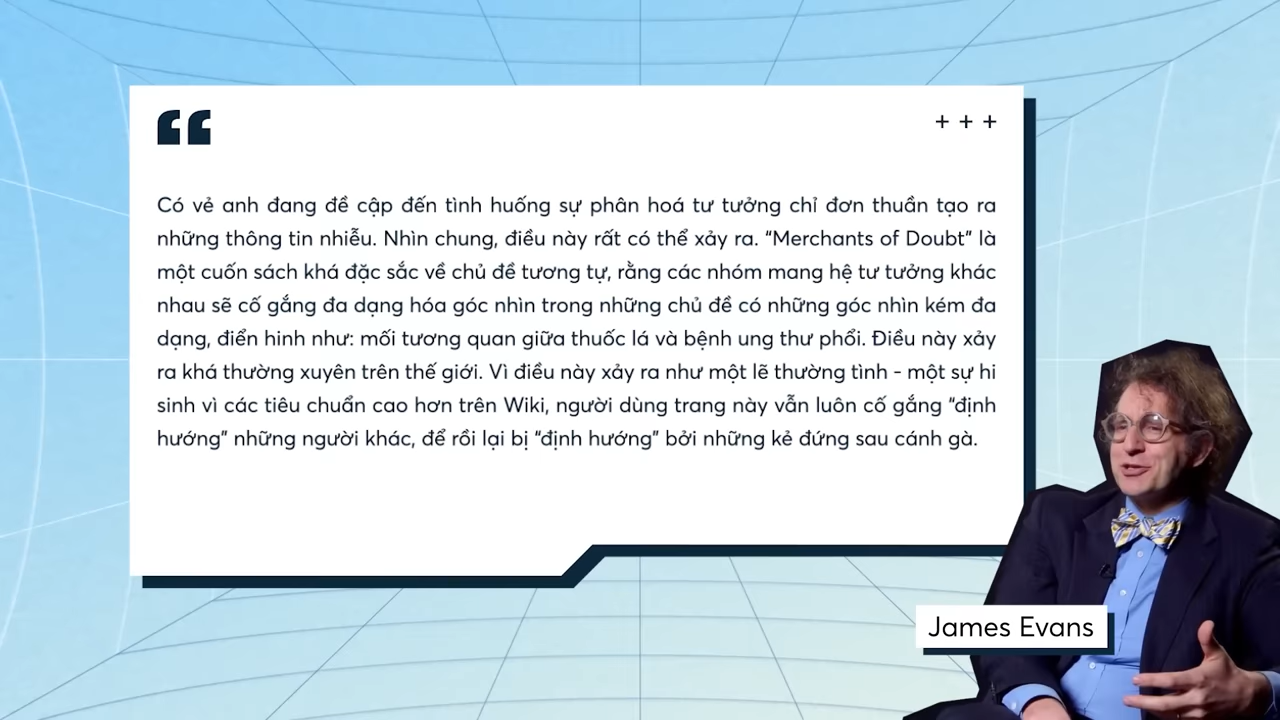 “
+ + +
Có vẻ anh đang đề cập đến tình huống sự phân hoá tư tưởng chỉ đơn thuần tạo ra
những thông tin nhiễu. Nhìn chung, điều này rất có thể xảy ra. “Merchants of Doubt” là
một cuốn sách khá đặc sắc về chủ đề tương tự, rằng các nhóm mang hệ tư tưởng khác
nhau sẽ cố gắng đa dạng hóa góc nhìn trong những chủ đề có những góc nhìn kém đa
dạng, điển hinh như: mối tương quan giữa thuốc lá và bệnh ung thư phổi. Điều này xảy
ra khá thường xuyên trên thế giới. Vì điều này xảy ra như một lẽ thường tình - một sự hi
sinh vì các tiêu chuẩn cao hơn trên Wiki, người dùng trang này vẫn luôn cố gắng “định
hướng” những người khác, để rồi lại bị “định hướng” bởi những kẻ đứng sau cánh gà.
James Evans